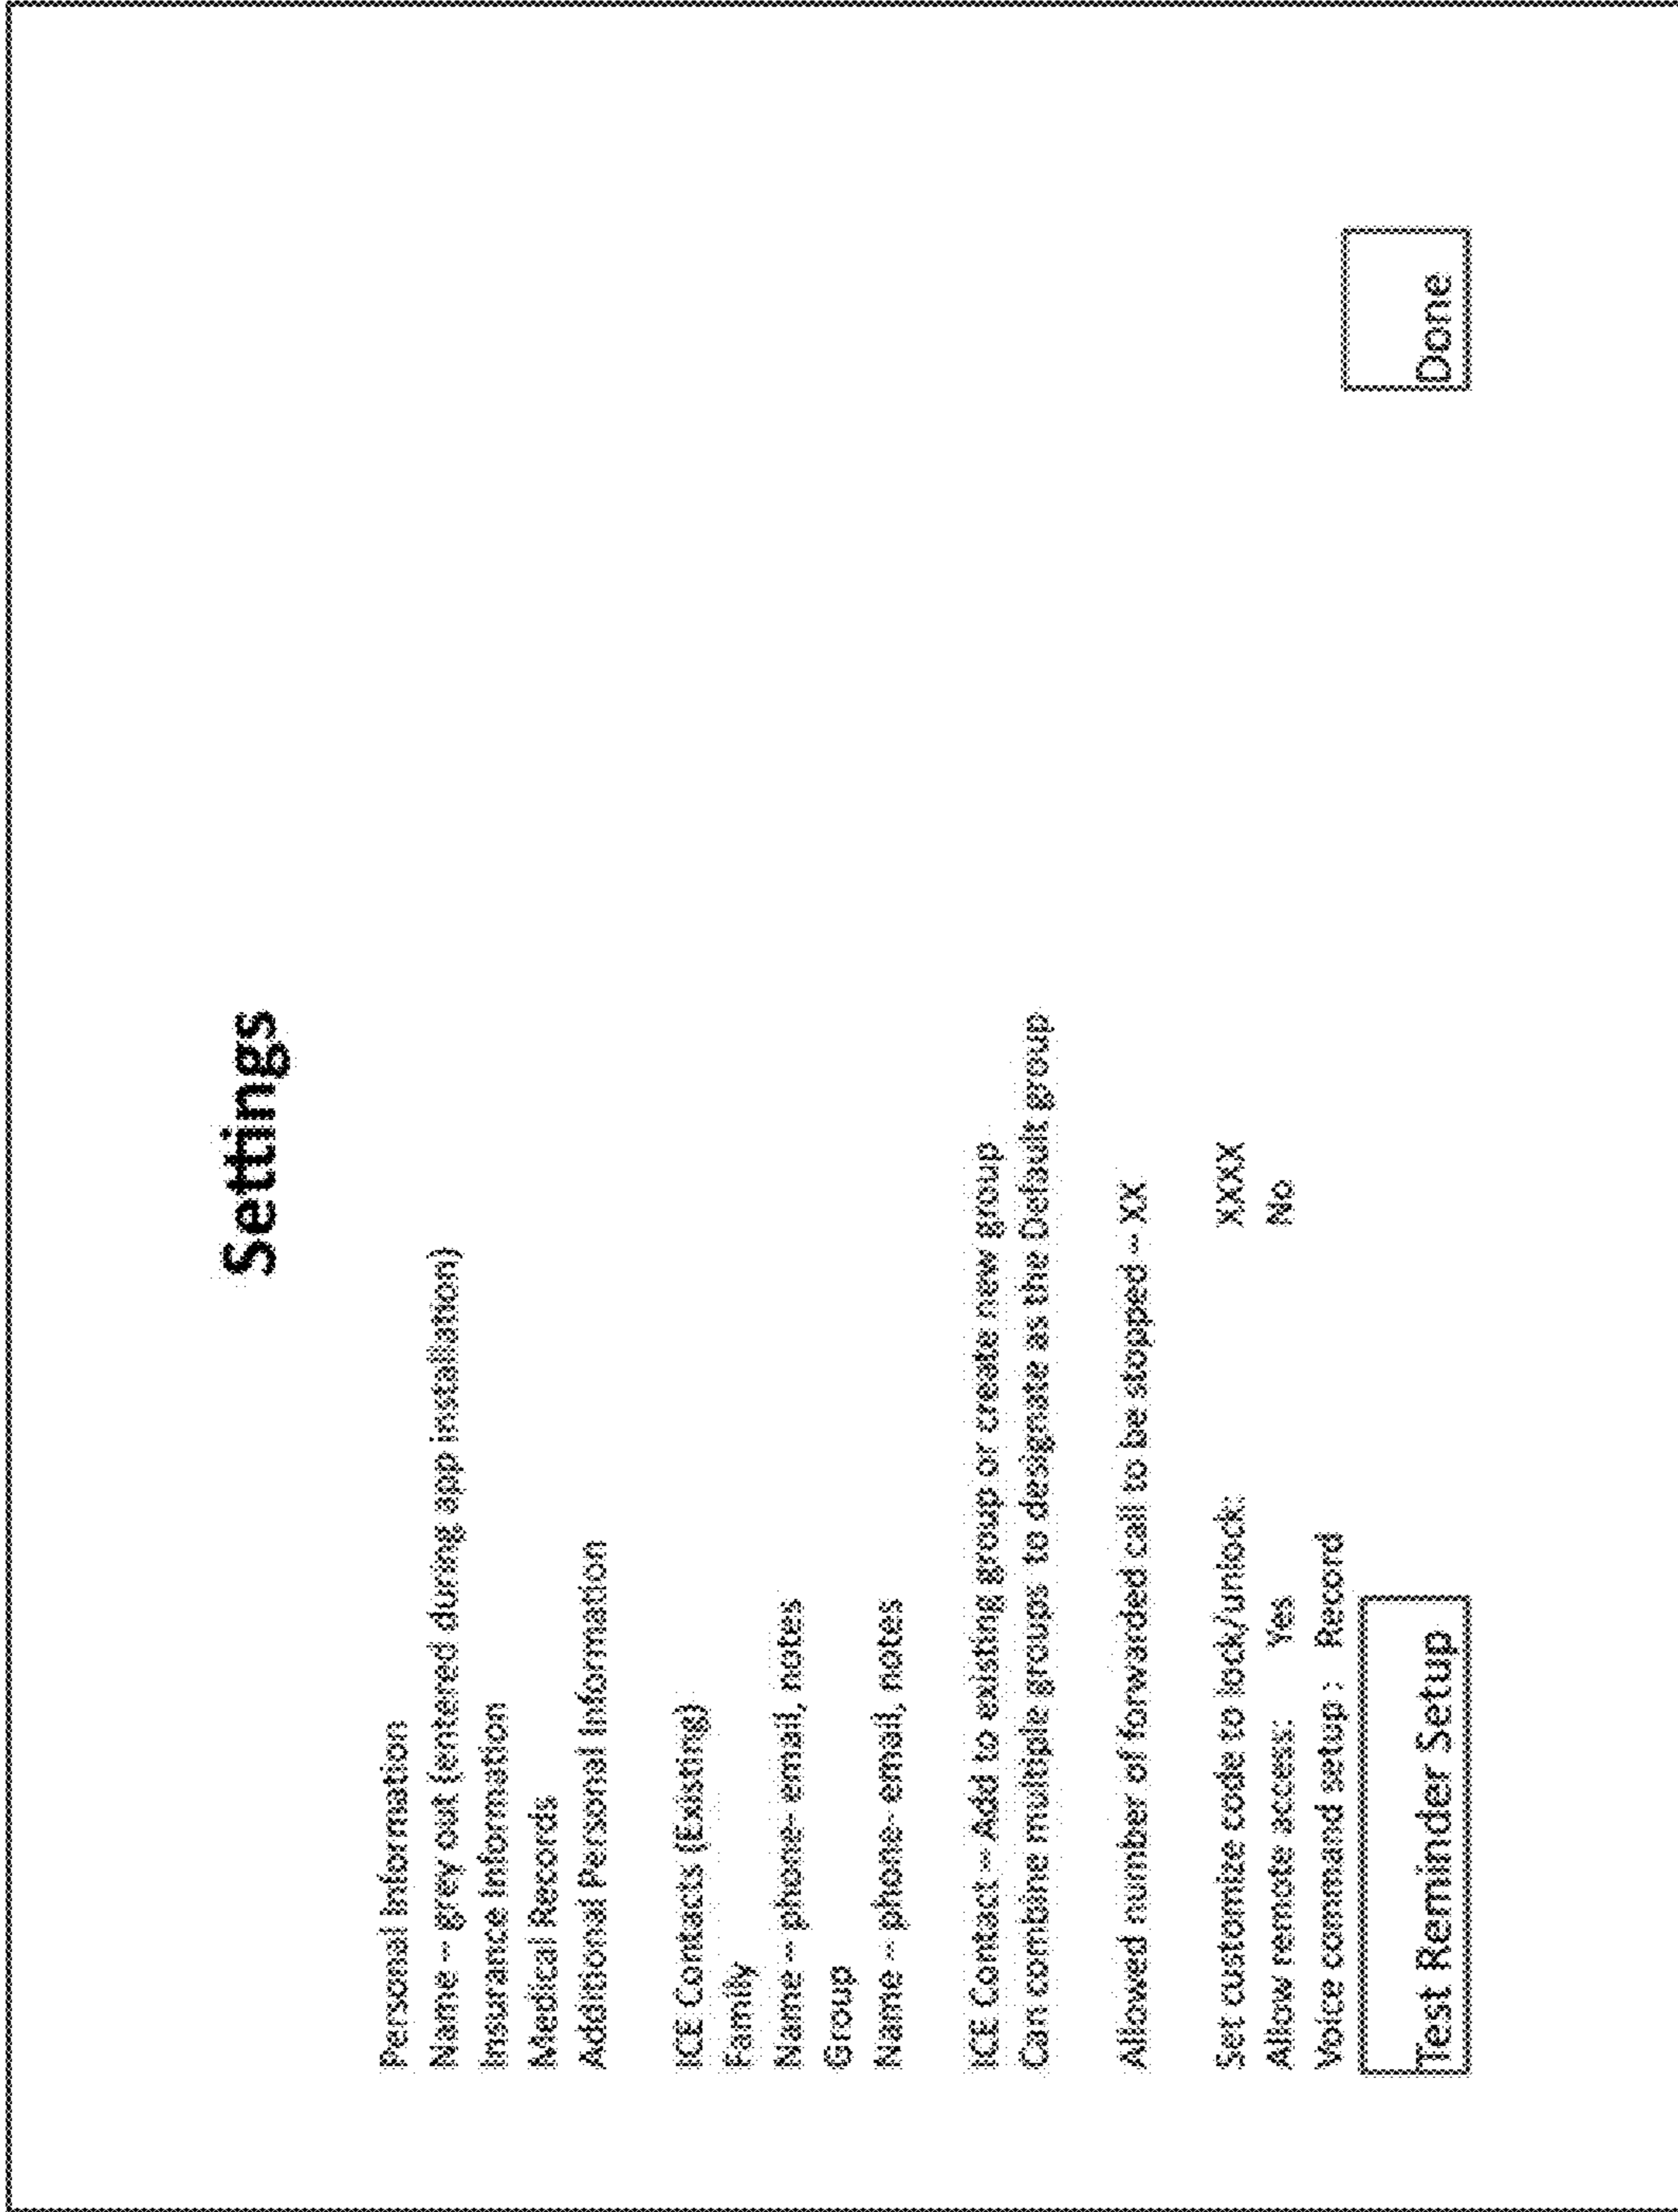 Settings
Personal Information
Name -- grey out (entered during app installation)
Insurance Information
Medical Records
Additional Personal Information
ICE Contacts (Existing)
Family
Name -- phone- email, notes
Group
Name -- phone- email, notes
ICE Contact -- Add to existing group or create new group
Can combine multiple groups to designate as the Default group
Allowed number of forwarded call to be stopped -- XX
Set customize code to lock/unlock: XXXX
Allow remote access: Yes No
Voice command setup : Record
Test Reminder Setup
Done